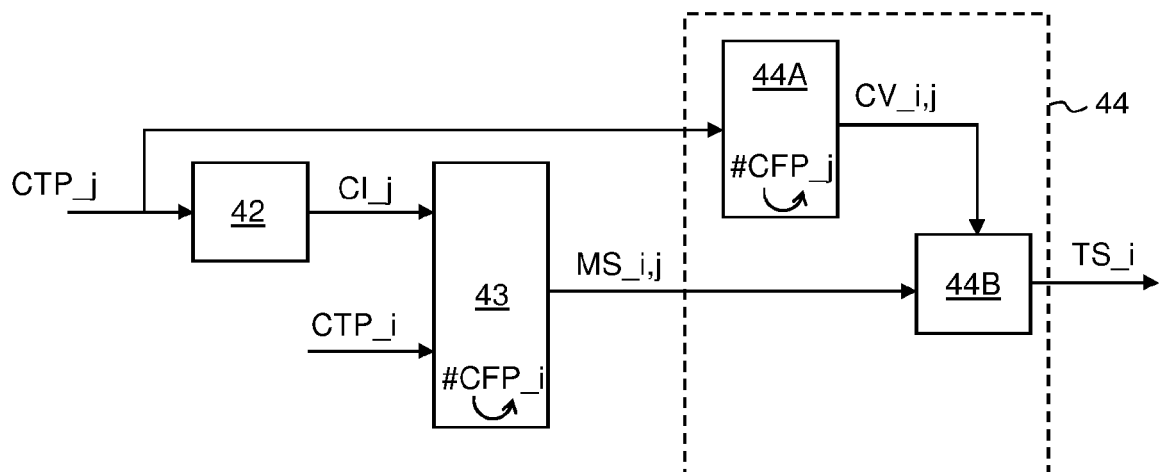 44A
CV_i,j
44
#CFP_j
CTP_j
42
CI_j
43
MS_i,j
44B
TS_i
CTP_i
#CFP_i